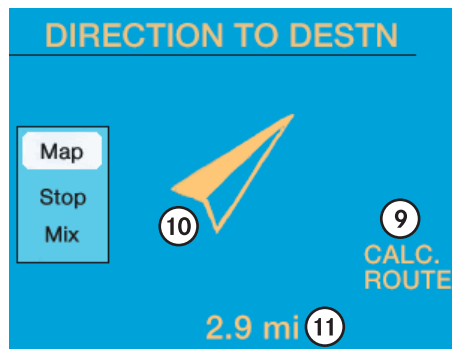 DIRECTION TO DESTN
Map
Stop
Mix
10
9
CALC.
ROUTE
2.9 mi 11